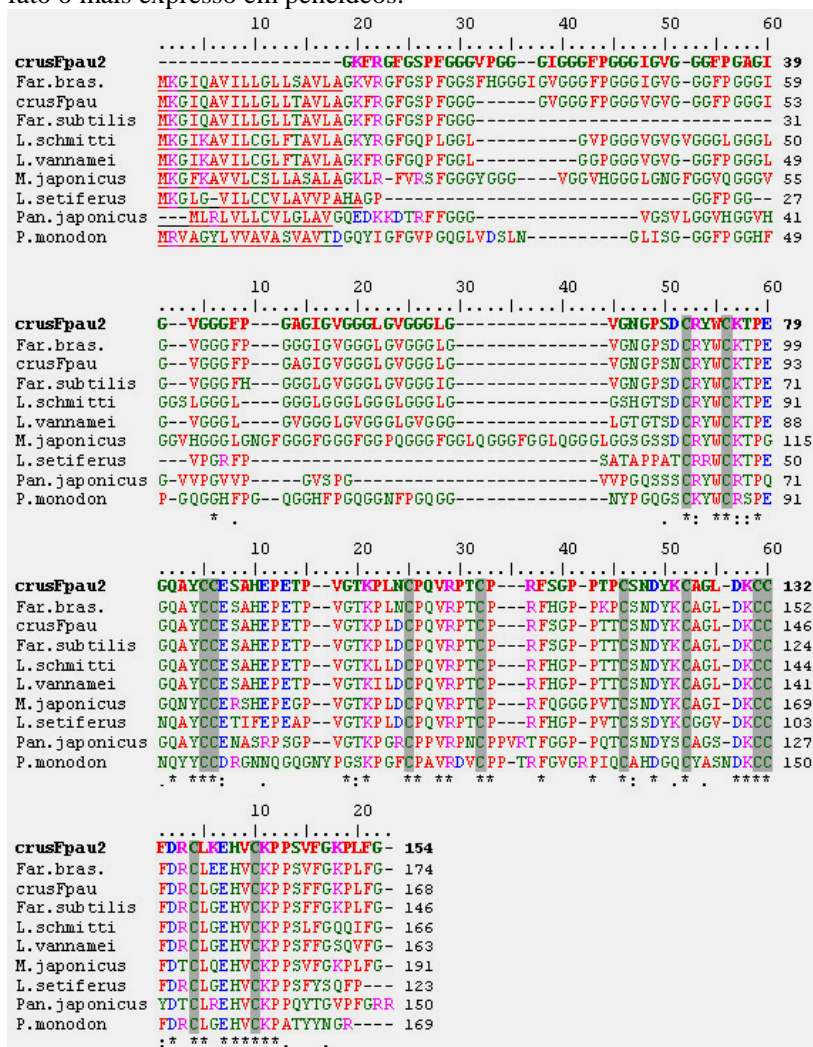 fato o mais expresso em peneídeos.
10 20 30 40 50 60
....|....|....|....|....|....|....|....|....|....|....|....|
crusFpau2 ------------------GKFRGFGSPFGGGVPGG--GIGGGFPGGGIGVG-GGFPGAGI 39
Far.bras. MKGIQAVILLGLLSAVLAGKVRGFGSPFGGSFHGGGIGVGGGFPGGGIGVG-GGFPGGGI 59
crusFpau MKGIQAVILCGLLTAVLAGKFRGFGSPFGGG------GVGGGFPGGGVGVG-GGFPGGGI 53
Far.subtilis MKGIQAVILCGLLTAVLAGKFRGFGSPFGGG----------------------------- 31
L.schmitti MKGIKAVILCGLFTAVLAGKYRGFGQPLGGL----------GVPGGGVGVGVGGGLGGGL 50
L.vannamei MKGIKAVILCGLFTAVLAGKFRGFGQPFGGL----------GGPGGGVGVG-GGFPGGGL 49
M.japonicus MKGFKAVVLCSLLASALAGKLR-FVRSFGGGYGGG---VGGVHGGGLGNGFGGVQGGGV 55
L.setiferus MKGLG-VILCCVLAVVPAHAGP-------------------------------GGFPGG-- 27
Pan.japonicus ---MLRLVLLCVLGLAVGQEDKKDTRFFGGG---------------VGSVLGGVHGGVH 41
P.monodon MRVAGYLVVAVASVAVTDGQYIGFGVPGQGLVDSLN---------GLISG-GGFPGGHF 49
10 20 30 40 50 60
....|....|....|....|....|....|....|....|....|....|....|....|
crusFpau2 G--VGGGFP---GAGIGVGGGLGVGGGLG---------------VGNGPSDCRYWCKTPE 79
Far.bras. G--VGGGFP---GGGIGVGGGLGVGGGLG---------------VGNGPSDCRYWCKTPE 99
crusFpau G--VGGGFP---GAGIGVGGGLGVGGGLG---------------VGNGPSNCRYWCKTPE 93
Far.subtilis G--VGGGFH---GGGLGVGGGLGVGGGIG---------------VGNGPSDCRYWCKTPE 71
L.schmitti GGSLGGGL----GGGLGGGLGGGLGGGLG---------------GSHGTSDCRYWCKTPE 91
L.vannamei G--VGGGL----GVGGGLGVGGGLGVGGG---------------LGTGTSDCRYWCKTPE 88
M.japonicus GGVHGGGLGNGFGGGFGGGFGGPQGGGFGGLQGGGFGGLQGGGLGGSGSSDCRYWCKTPG 115
L.setiferus ---VPGRFP-----------------------------------SATAPPATCRRWCKTPE 50
Pan.japonicus G-VVPGVVP-----GVSPG------------------------VVPGQSSSCRYWCRTPQ 71
P.monodon P-GQGGHFPG--QGGHFPGQGGNFPGQGG---------------NYPGQGSCKYWCRSPE 91
* . . *: **::*
10 20 30 40 50 60
....|....|....|....|....|....|....|....|....|....|....|....|
crusFpau2 GQAYCCESAHEPETP--VGTKPLNCPQVRPTCP---RFSGP-PTPCSNDYKCAGL-DKCC 132
Far.bras. GQAYCCESAHEPETP--VGTKPLNCPQVRPTCP---RFHGP-PKPCSNDYKCAGL-DKCC 152
crusFpau GQAYCCESAHEPETP--VGTKPLDCPQVRPTCP---RFSGP-PTTCSNDYKCAGL-DKCC 146
Far.subtilis GQAYCCESAHEPETP--VGTKPLDCPQVRPTCP---RFSGP-PTTCSNDYKCAGL-DKCC 124
L.schmitti GQAYCCESAHEPETP--VGTKLLDCPQVRPTCP---RFHGP-PTTCSNDYKCAGL-DKCC 144
L.vannamei GQAYCCESAHEPETP--VGTKILDCPQVRPTCP---RFHGP-PTTCSNDYKCAGL-DKCC 141
M.japonicus GQNYCCERSHEPEGP--VGTKPLDCPQVRPTCP---RFQGGGPVTCSNDYKCAGI-DKCC 169
L.setiferus NQAYCCETIFEPEAP--VGTKPLDCPQVRPTCP---RFHGP-PVTCSSDYKCGGV-DKCC 103
Pan.japonicus GQAYCCENASRPSGP--VGTKPGRCPPVRPNCPPVRTFGGP-PQTCSNDYSCAGS-DKCC 127
P.monodon NQYYCCDRGNNQGQGNYPGSKPGFCPAVRDVCPP-TRFGVGRPIQCAHDGQCYASNDKCC 150
.* ***: . *:* ** ** ** * * *: * * . ****
10 20
....|....|....|....|....
crusFpau2 FDRCLKEHVCKPPSVFGKPLFG- 154
Far.bras. FDRCLEEHVCKPPSVFGKPLFG- 174
crusFpau FDRCLGEHVCKPPSFFGKPLFG- 168
Far.subtilis FDRCLGEHVCKPPSFFGKPLFG- 146
L.schmitti FDRCLGEHVCKPPSLFGQQIFG- 166
L.vannamei FDRCLGEHVCKPPSFFGSQVFG- 163
M.japonicus FDTCLQEHVCKPPSVFGKPLFG- 191
L.setiferus FDRCLGEHVCKPPSFYSQFP--- 123
Pan.japonicus YDTCLREHVCKPPQYTGVPFGRR 150
P.monodon FDRCLGEHVCKPATYYNGR---- 169
:* ** ******. .